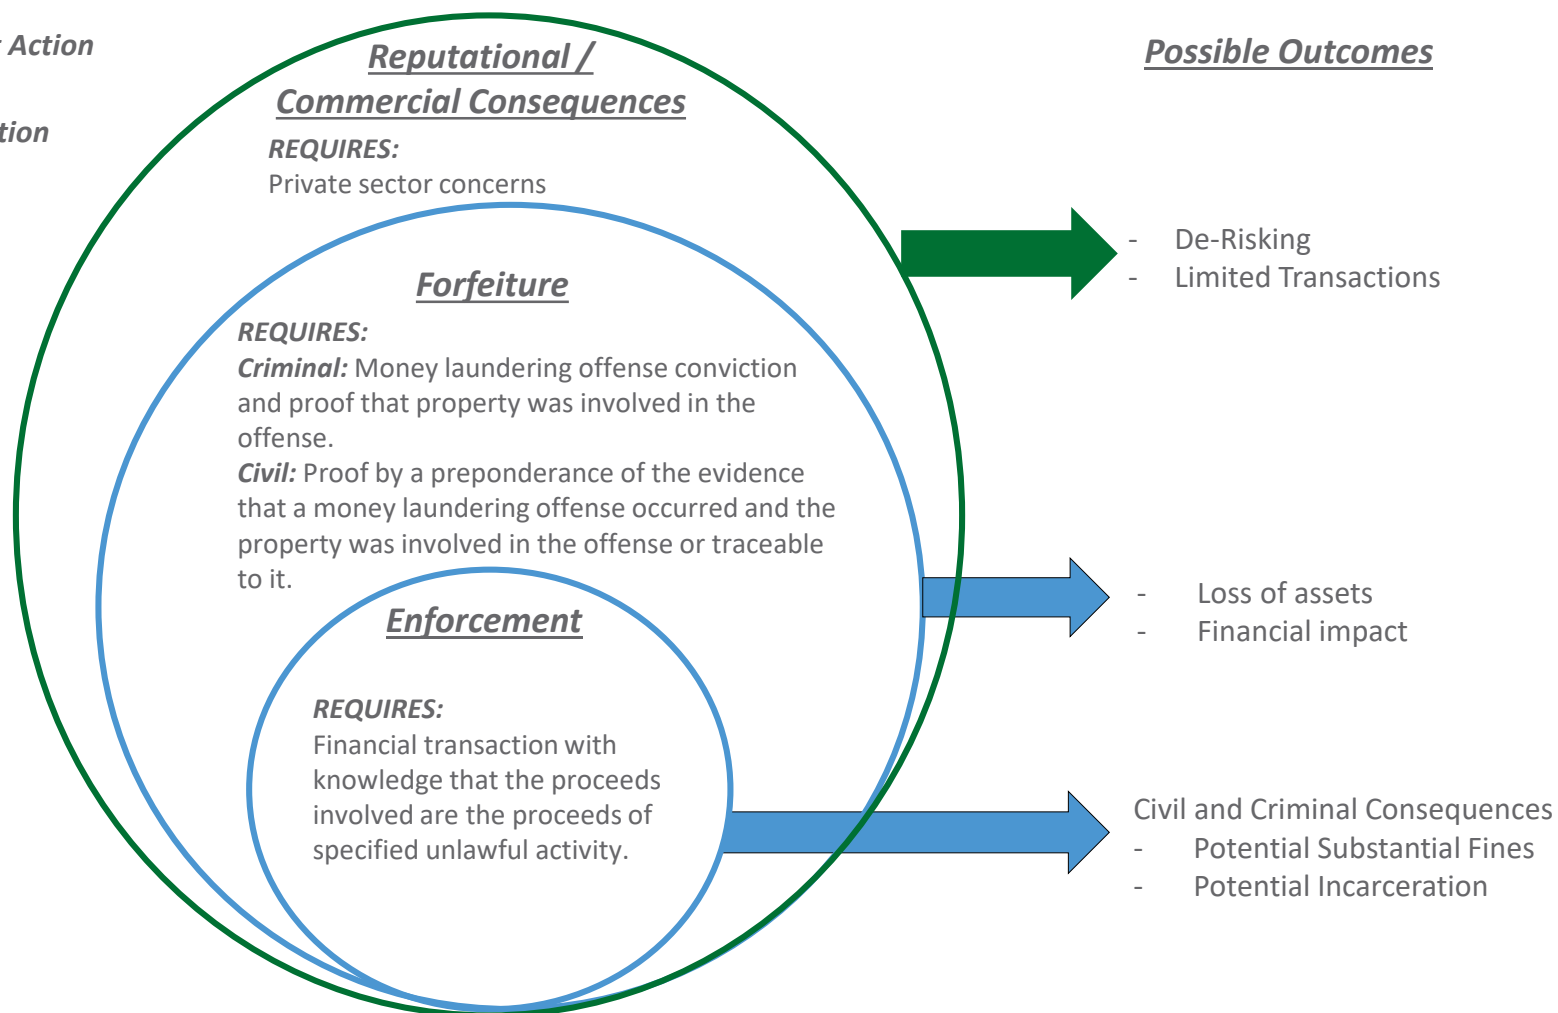 Action
tion
Reputational /
Commercial Consequences
REQUIRES:
Private sector concerns
Forfeiture
REQUIRES:
Criminal: Money laundering offense conviction
and proof that property was involved in the
offense.
Civil: Proof by a preponderance of the evidence
that a money laundering offense occurred and the
property was involved in the offense or traceable
to it.
Enforcement
REQUIRES:
Financial transaction with
knowledge that the proceeds
involved are the proceeds of
specified unlawful activity.
Possible Outcomes
- De-Risking
- Limited Transactions
- Loss of assets
- Financial impact
Civil and Criminal Consequences
- Potential Substantial Fines
- Potential Incarceration